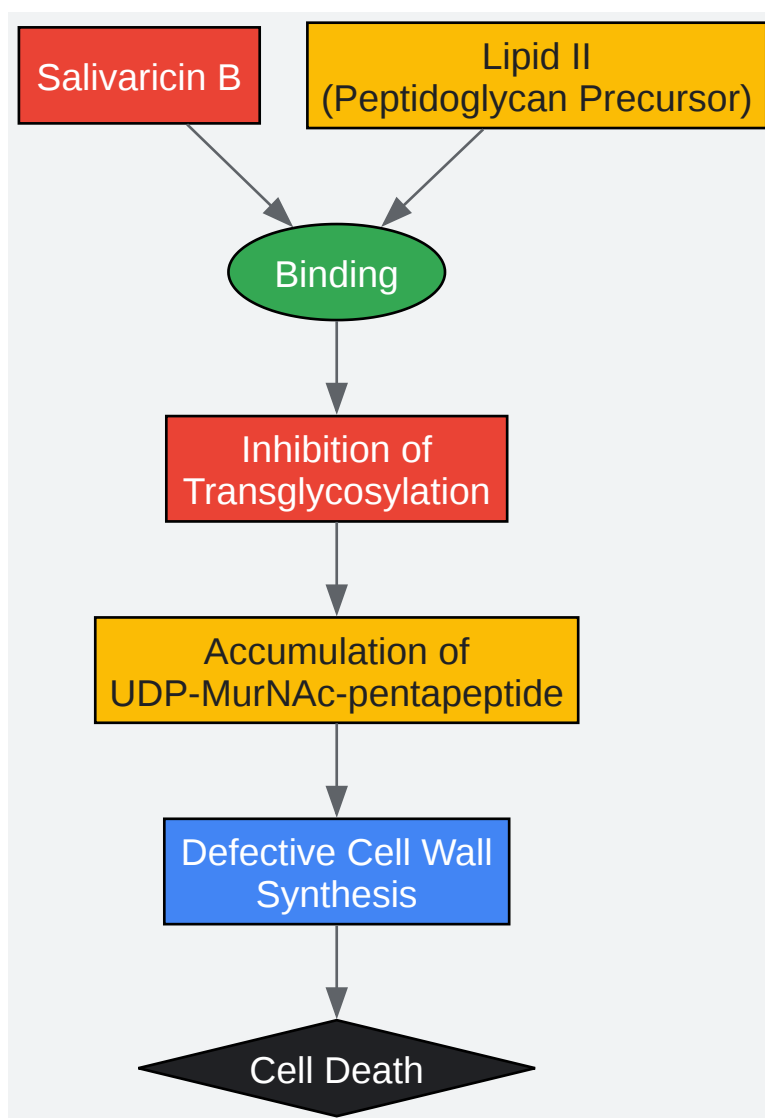 Salivaricin B
Lipid II
(Peptidoglycan Precursor)
Binding
Inhibition of
Transglycosylation
Accumulation of
UDP-MurNAc-pentapeptide
Defective Cell Wall
Synthesis
Cell Death